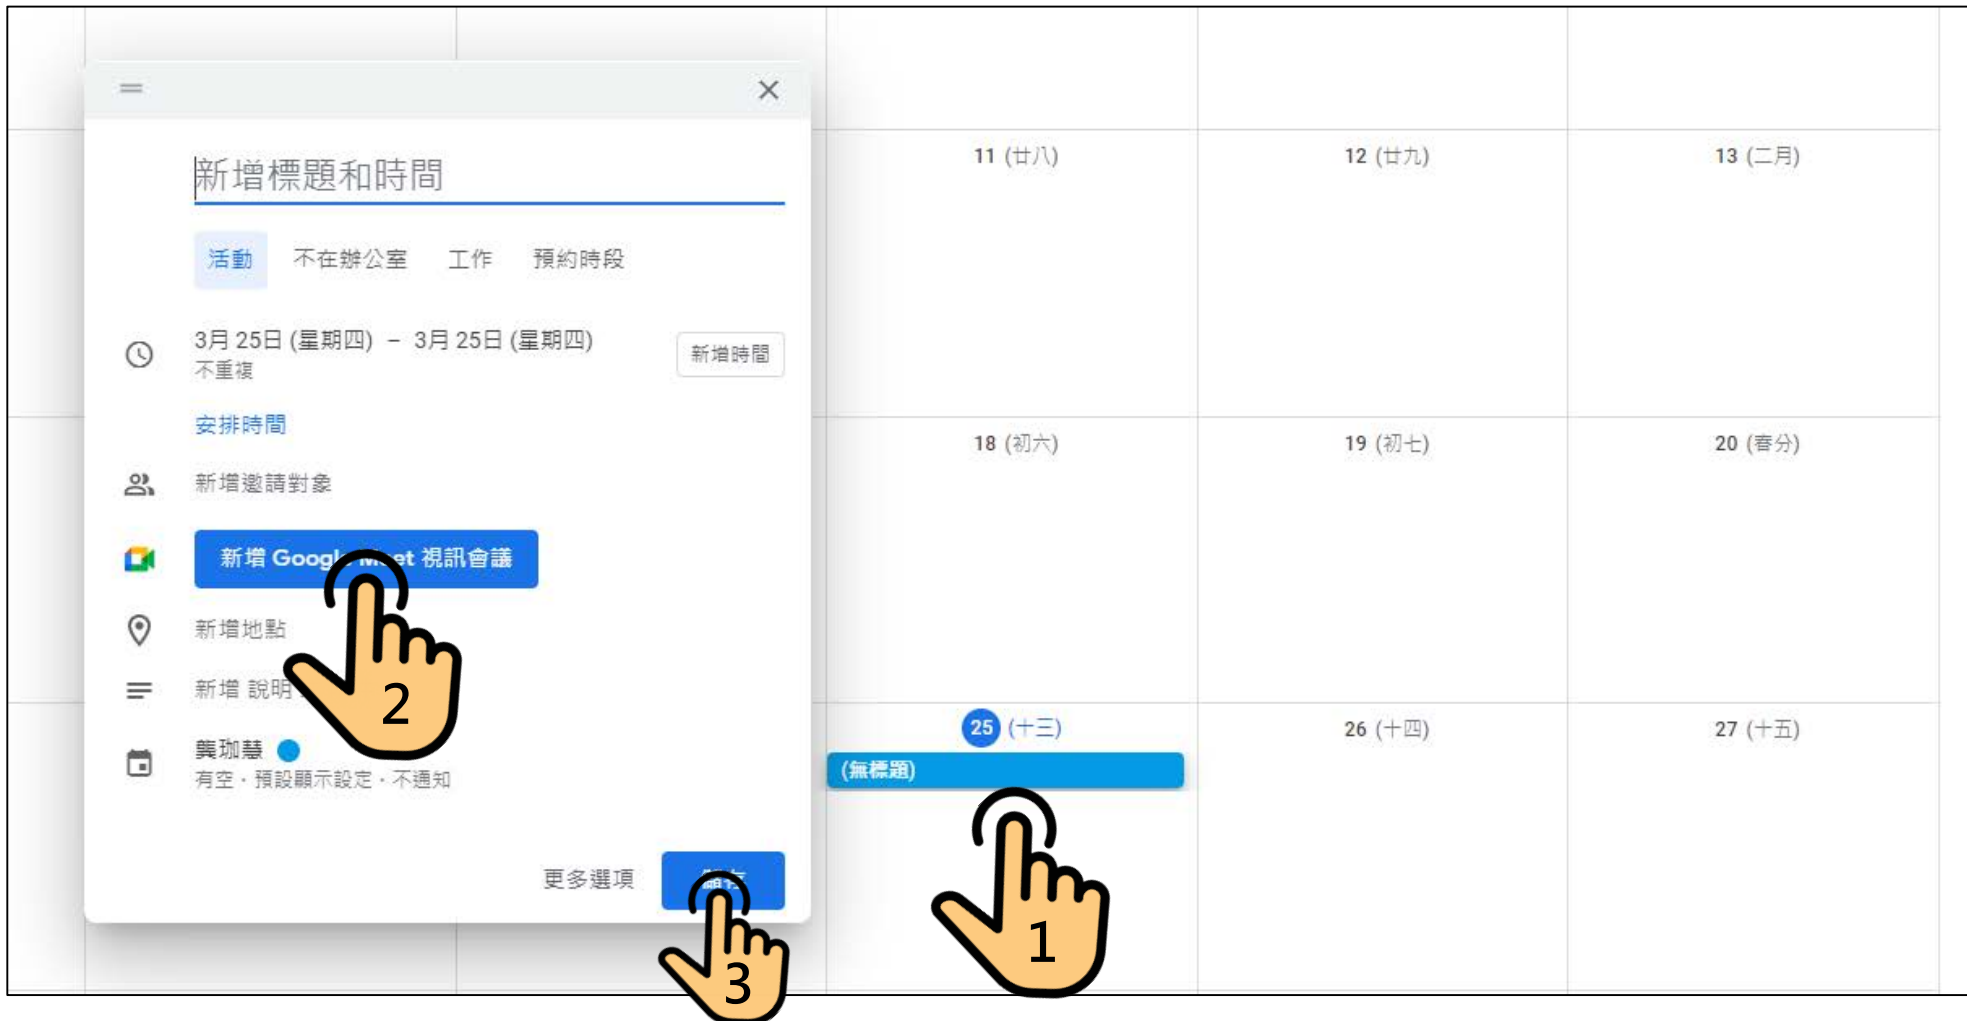 新增標題和時間
活動 不在辦公室 工作 預約時段
3月 25日 (星期四) – 3月 25日 (星期四)
新增時間
不重複
安排時間
新增邀請對象
新增 Google Meet 視訊會議
新增地點
新增 說明
2
龔珈慧
有空・預設顯示設定・不通知
更多選項 儲存
3
11 (廿八) 12 (廿九) 13 (二月)
18 (初六) 19 (初七) 20 (春分)
25 (十三) 26 (十四) 27 (十五)
(無標題)
1